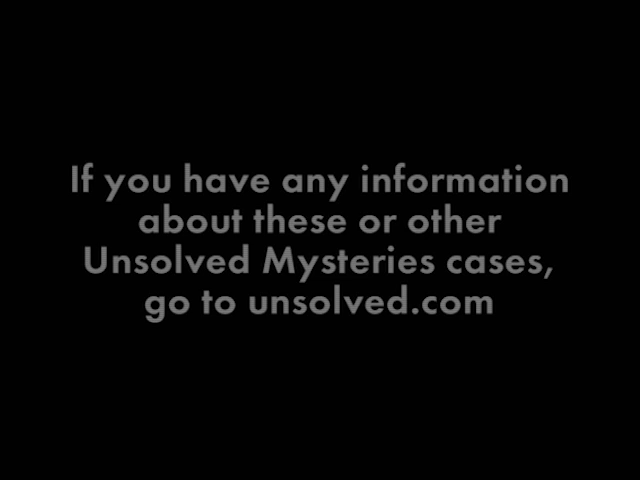 If you have any information
about these or other
Unsolved Mysteries cases,
go to unsolved.com